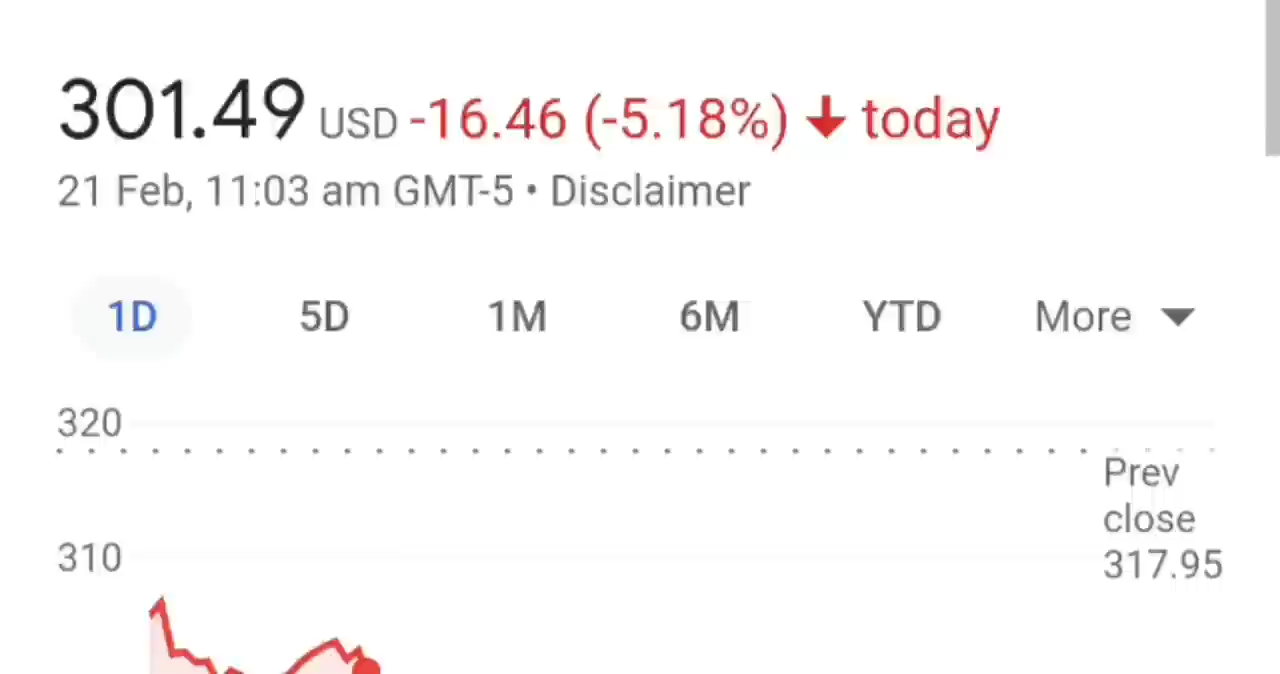 301.49 USD -16.46 (-5.18%) ↓ today
21 Feb, 11:03 am GMT-5 • Disclaimer
1D 5D 1M 6M YTD More
320
Prev
close
317.95
310